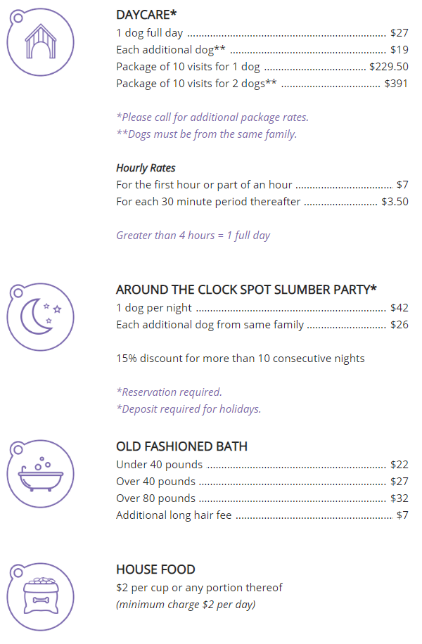 DAYCARE*
1 dog full day ........ $27
Each additional dog** ........ $19
Package of 10 visits for 1 dog ........ $229.50
Package of 10 visits for 2 dogs** ........ $391
*Please call for additional package rates.
**Dogs must be from the same family.
Hourly Rates
For the first hour or part of an hour ........ $7
For each 30 minute period thereafter ........ $3.50
Greater than 4 hours = 1 full day
AROUND THE CLOCK SPOT SLUMBER PARTY*
1 dog per night ........ $42
Each additional dog from same family ........ $26
15% discount for more than 10 consecutive nights
*Reservation required.
*Deposit required for holidays.
OLD FASHIONED BATH
Under 40 pounds ........ $22
Over 40 pounds ........ $27
Over 80 pounds ........ $32
Additional long hair fee ........ $7
HOUSE FOOD
$2 per cup or any portion thereof
(minimum charge $2 per day)